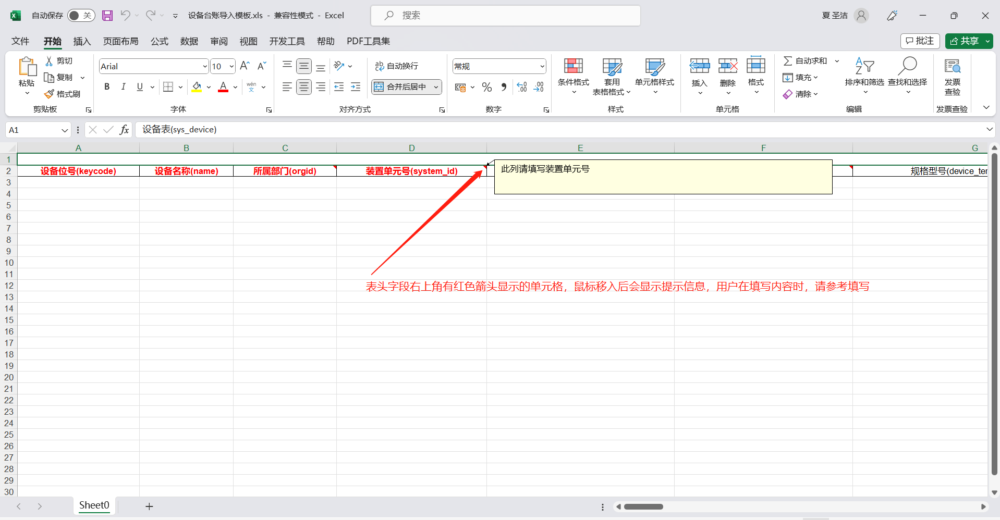 自动保存 关 设备台账导入模板.xls - 兼容性模式 - Excel 搜索 夏 圣洁
文件 开始 插入 页面布局 公式 数据 审阅 视图 开发工具 帮助 PDF工具集 批注 共享
粘贴 剪切 复制 格式刷
剪贴板
Arial 10 A A
B I U A wén 文
字体
ab c 自动换行
合并后居中
对齐方式
常规
% , .00 .00
数字
条件格式 套用 表格格式 单元格样式
样式
插入 删除 格式
单元格
自动求和 填充 清除 排序和筛选 查找和选择
编辑
发票 查验
发票查验
A1 fx 设备表(sys_device)
A B C D E F G
1
2 设备位号(keycode) 设备名称(name) 所属部门(orgid) 装置单元号(system_id) 此列请填写装置单元号 规格型号(device_ter
3
4
5
6
7
8
9
10
11
12 表头字段右上角有红色箭头显示的单元格，鼠标移入后会显示提示信息，用户在填写内容时，请参考填写
13
14
15
16
17
18
19
20
21
22
23
24
25
26
27
28
29
30
Sheet0